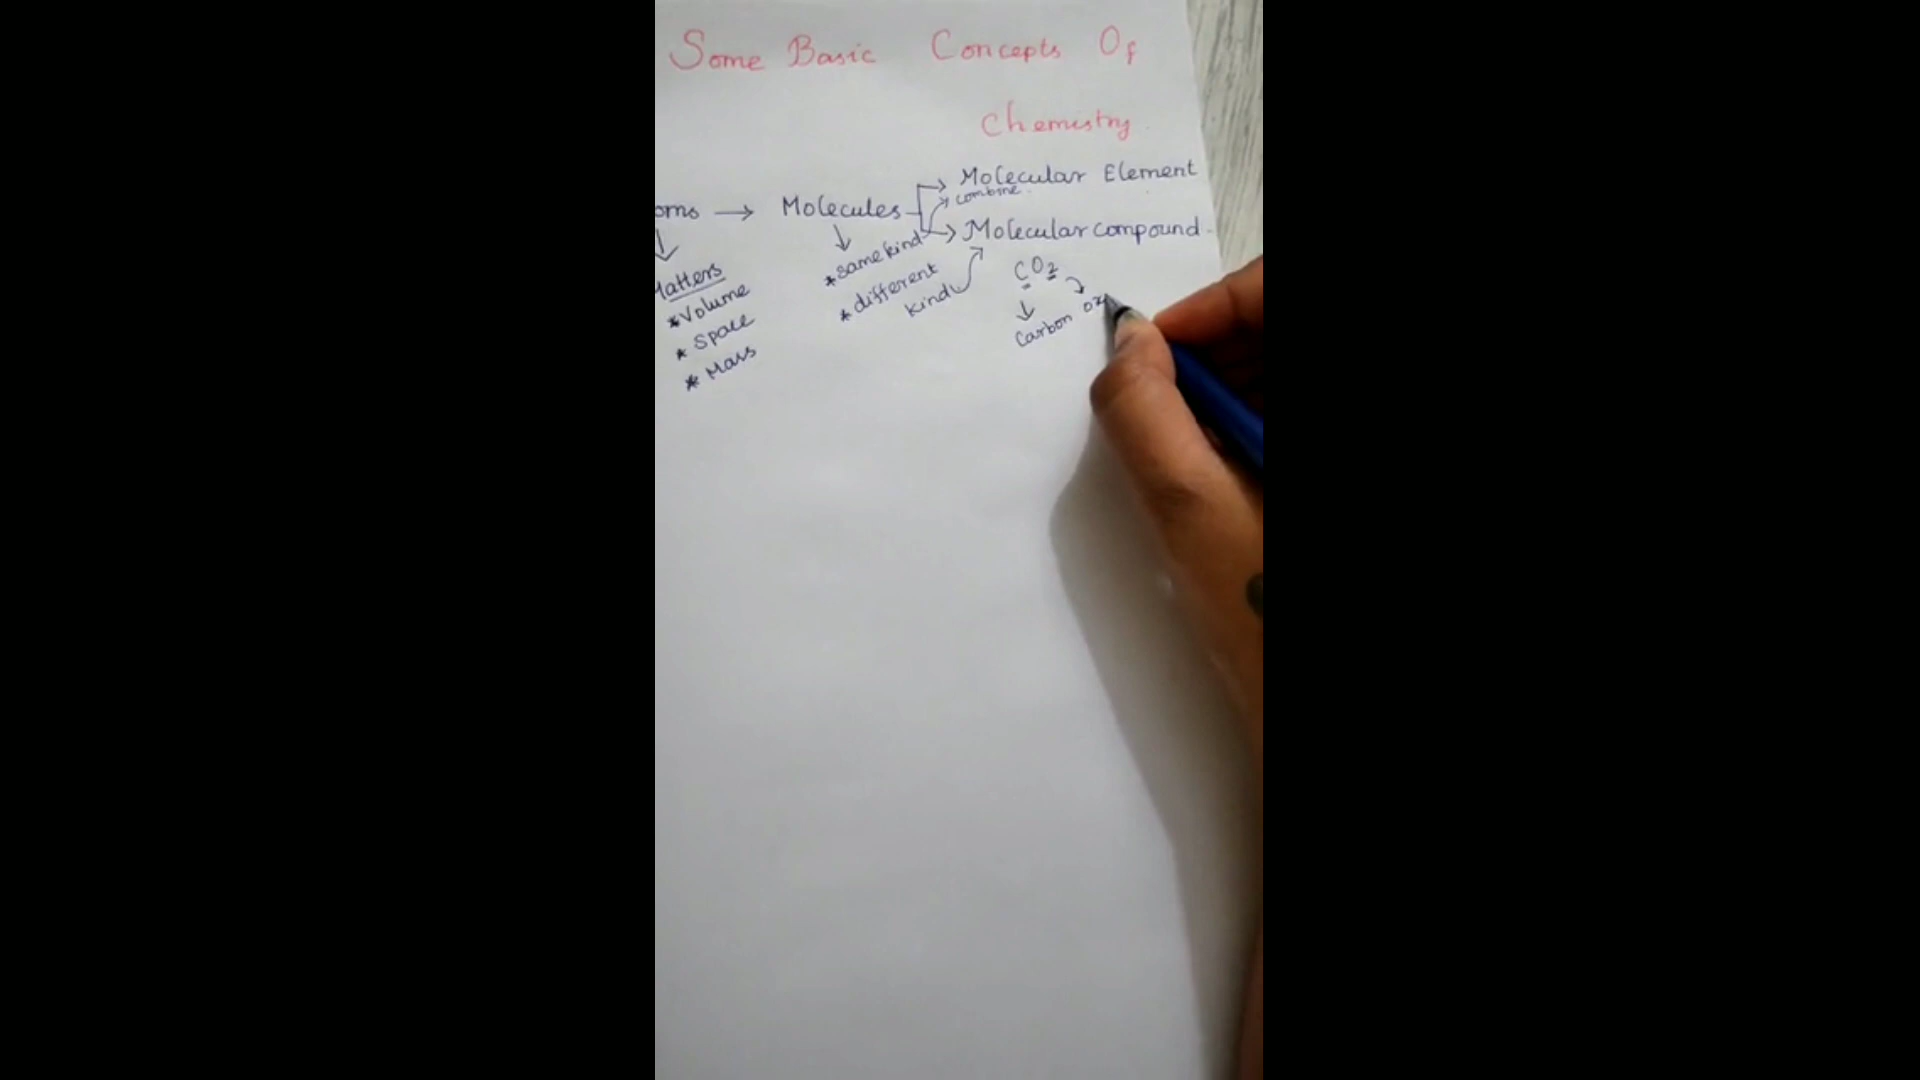 Some Basic Concepts Of
Chemistry
oms → Molecules → Molecular Element
combine
→ Molecular compound
Matters
* Volume
* Space
* Mass
* same kind
* different
kind
CO2
Carbon ox